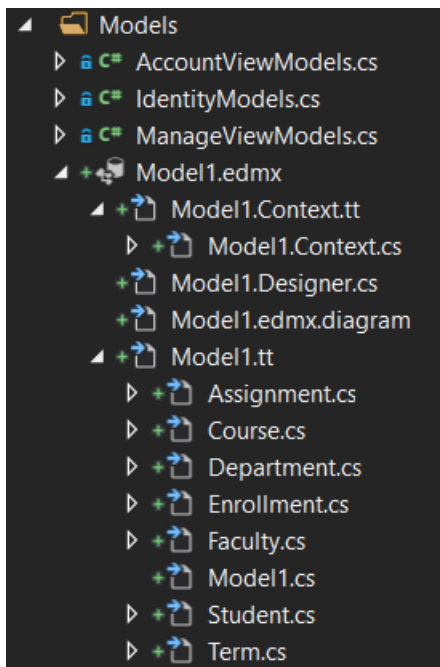 Models
C# AccountViewModels.cs
C# IdentityModels.cs
C# ManageViewModels.cs
Model1.edmx
Model1.Context.tt
Model1.Context.cs
Model1.Designer.cs
Model1.edmx.diagram
Model1.tt
Assignment.cs
Course.cs
Department.cs
Enrollment.cs
Faculty.cs
Model1.cs
Student.cs
Term.cs